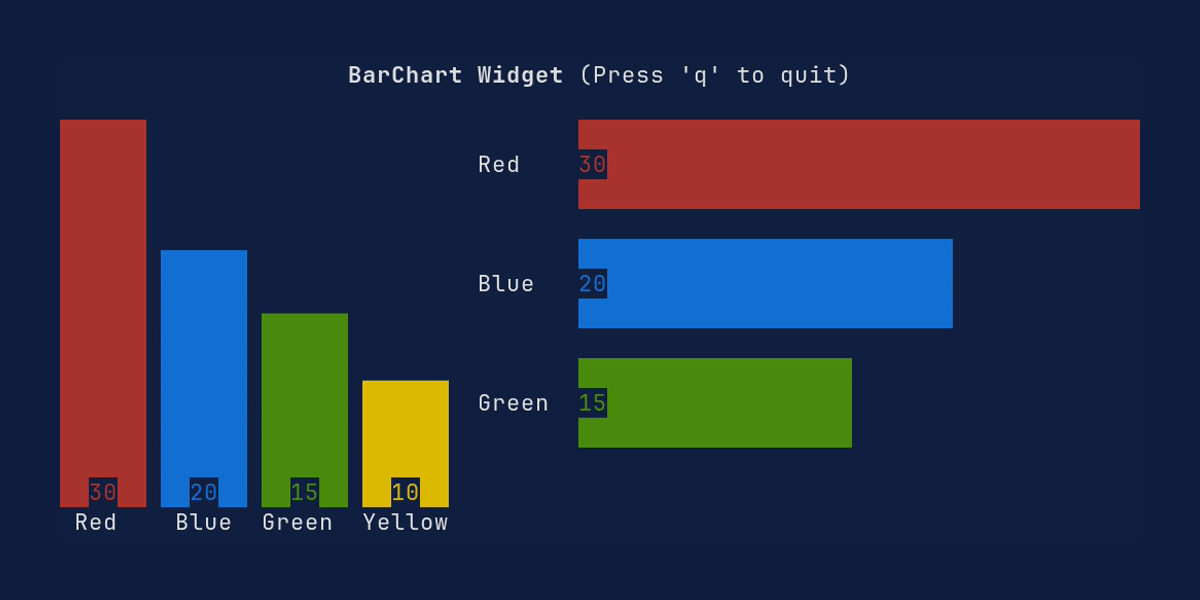 BarChart Widget (Press 'q' to quit)
30 20 15 10
Red Blue Green Yellow
Red 30
Blue 20
Green 15